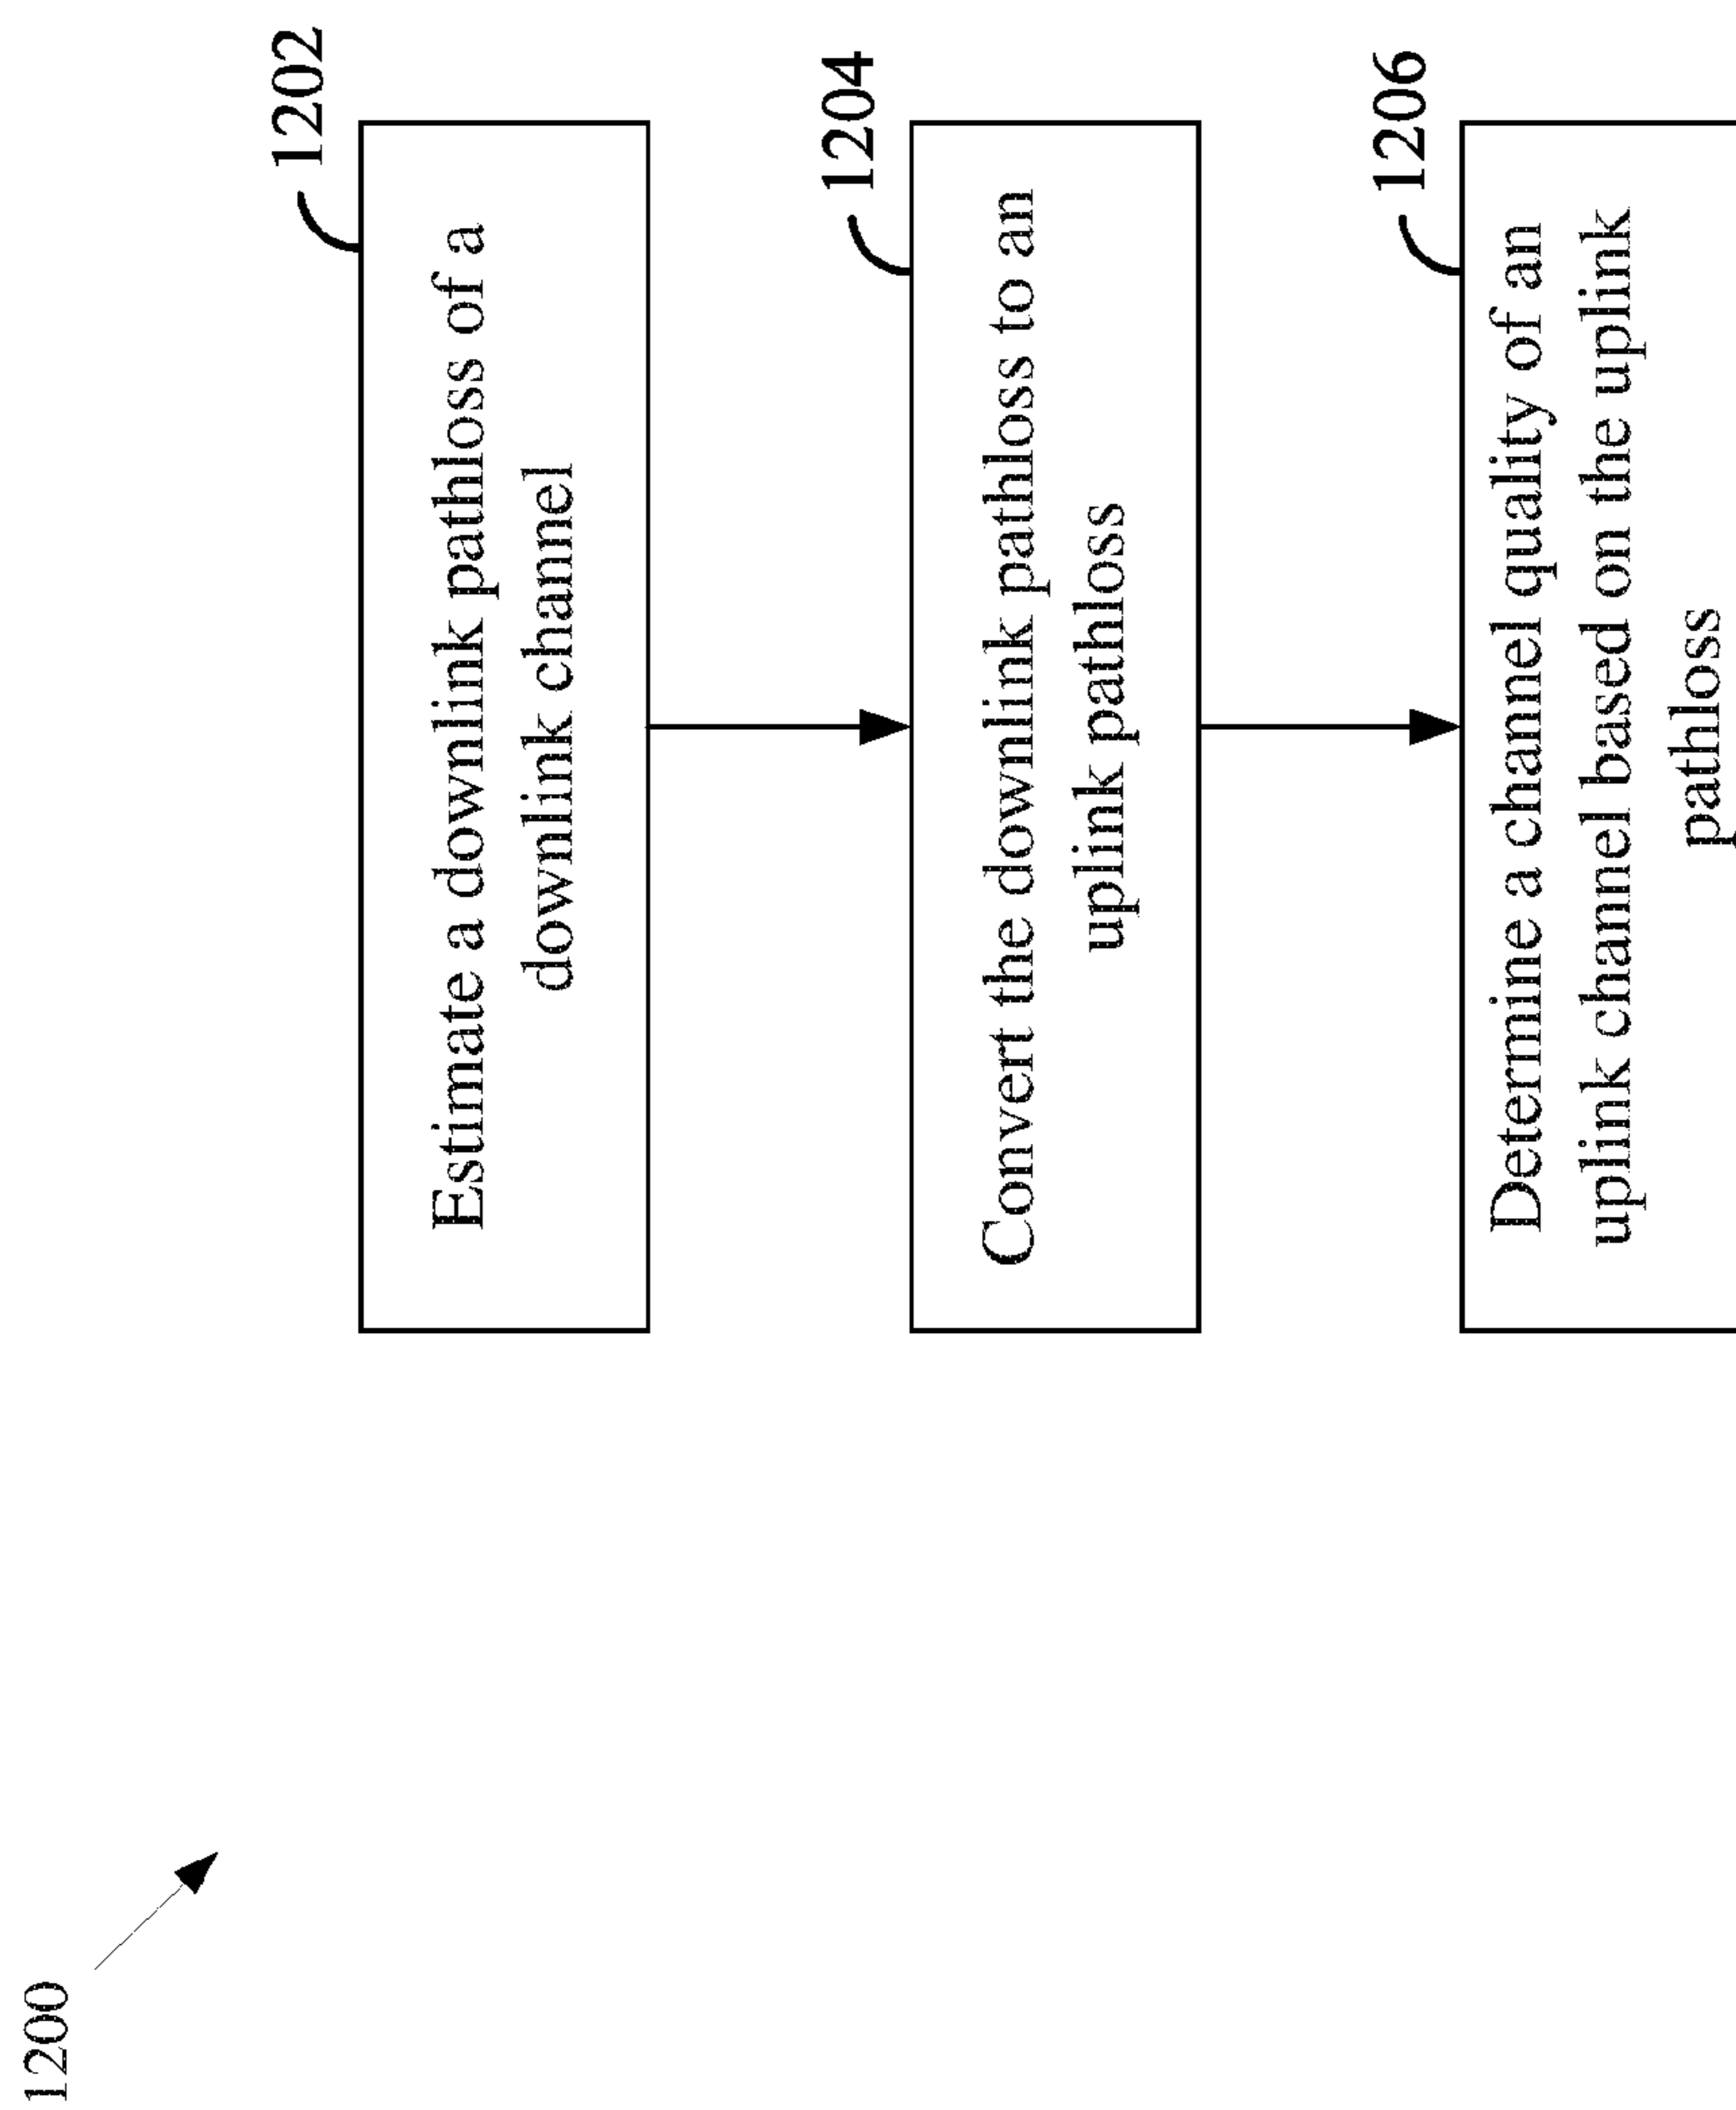 1200
1202
Estimate a downlink pathloss of a
downlink channel
1204
Convert the downlink pathloss to an
uplink pathloss
1206
Determine a channel quality of an
uplink channel based on the uplink
pathloss